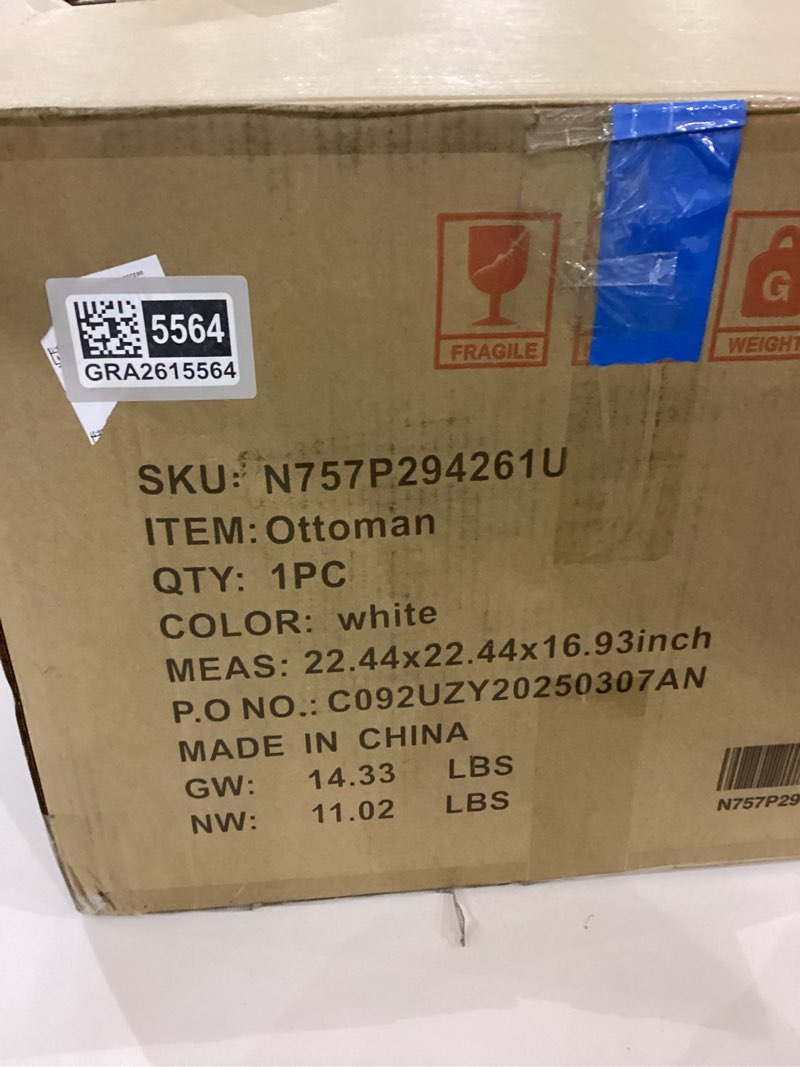 5564
GRA2615564
FRAGILE
G
WEIGHT
SKU: N757P294261U
ITEM: Ottoman
QTY: 1PC
COLOR: white
MEAS: 22.44x22.44x16.93inch
P.O NO.: C092UZY20250307AN
MADE IN CHINA
GW: 14.33 LBS
NW: 11.02 LBS
N757P29